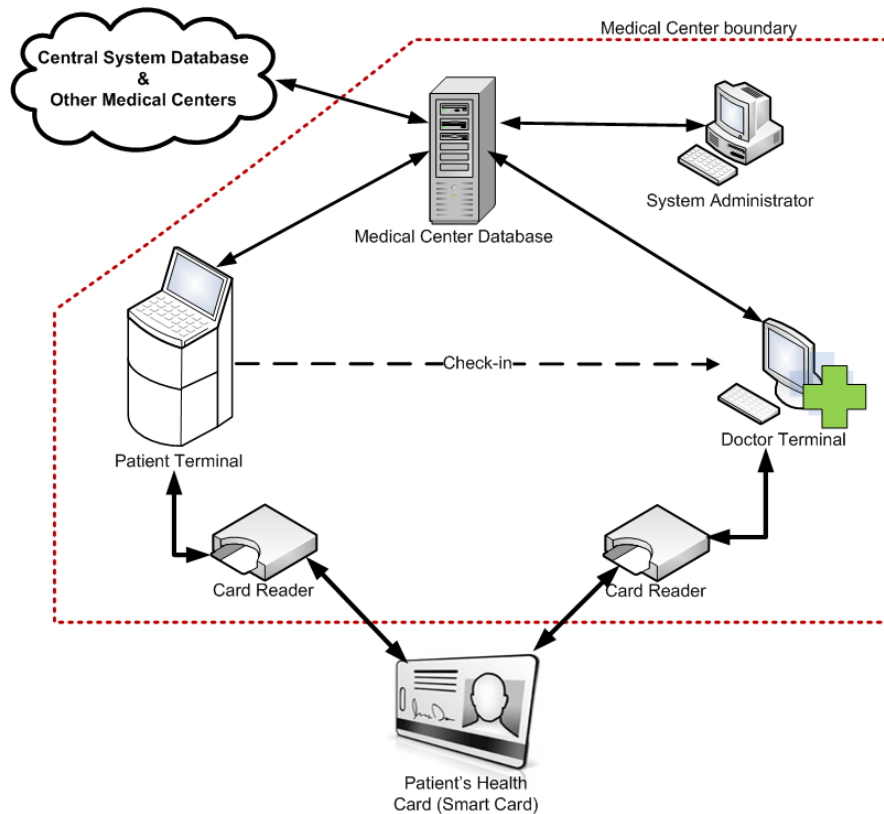 Medical Center boundary
Central System Database
&
Other Medical Centers
System Administrator
Medical Center Database
Check-in
Patient Terminal
Doctor Terminal
Card Reader
Card Reader
Patient's Health
Card (Smart Card)